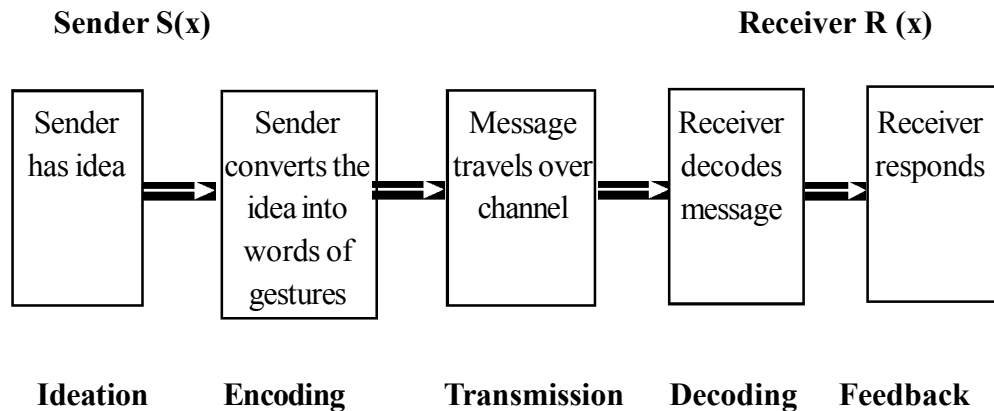 Sender S(x)
Receiver R (x)
Sender
has idea
Sender
converts the
idea into
words of
gestures
Message
travels over
channel
Receiver
decodes
message
Receiver
responds
Ideation
Encoding
Transmission
Decoding
Feedback